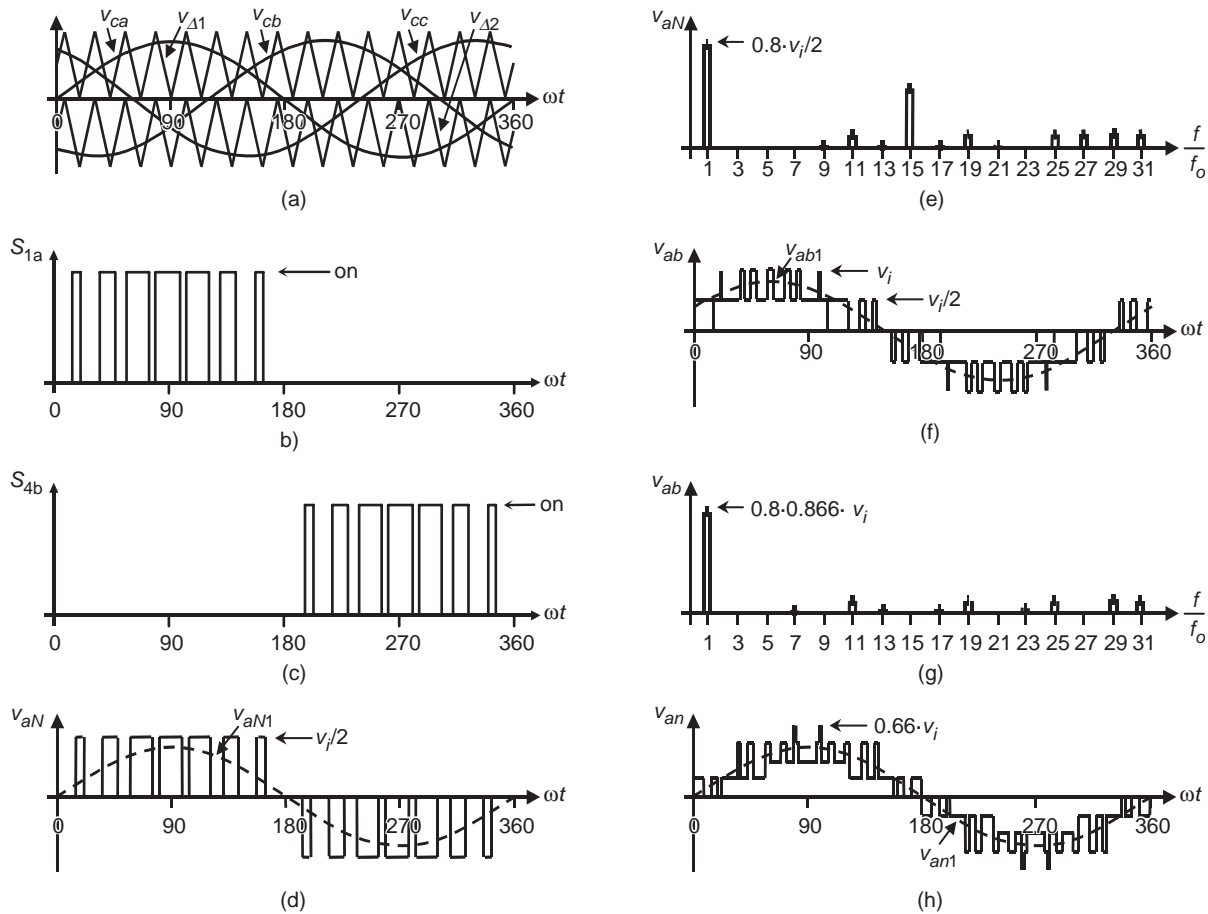 v_ca v_Δ1 v_cb v_cc v_Δ2
ωt
0 90 180 270 360
(a)
S_1a
on
ωt
0 90 180 270 360
b)
S_4b
on
ωt
0 90 180 270 360
(c)
v_aN v_aN1
v_i/2
ωt
0 90 180 270 360
(d)
v_aN
0.8·v_i/2
f
f_o
1 3 5 7 9 11 13 15 17 19 21 23 25 27 29 31
(e)
v_ab v_ab1
v_i
v_i/2
ωt
0 90 180 270 360
(f)
v_ab
0.8·0.866· v_i
f
f_o
1 3 5 7 9 11 13 15 17 19 21 23 25 27 29 31
(g)
v_an
0.66·v_i
ωt
0 90 180 270 360
v_an1
(h)